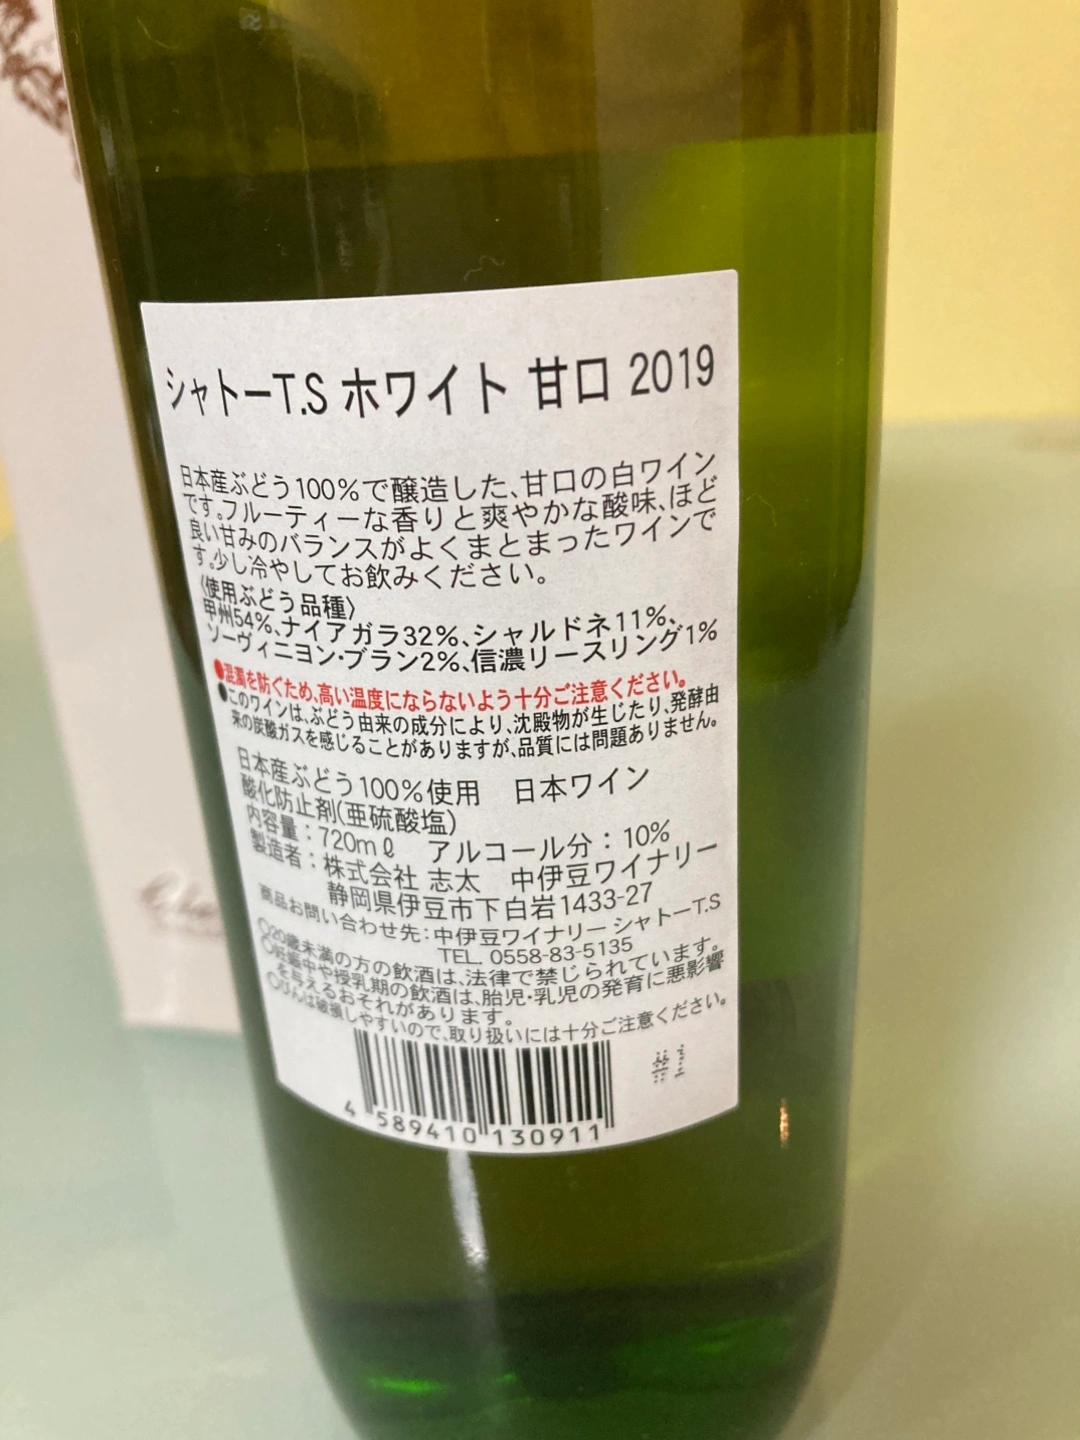 シャトーT.S ホワイト 甘口 2019
日本産ぶどう100%で醸造した、甘口の白ワイン
です。フルーティーな香りと爽やかな酸味、ほど
良い甘みのバランスがよくまとまったワインで
す。少し冷やしてお飲みください。
〈使用ぶどう品種〉
甲州54%、ナイアガラ32%、シャルドネ11%、
ソーヴィニヨン・ブラン2%、信濃リースリング1%
●混濁を防ぐため、高い温度にならないよう十分ご注意ください。
●このワインは、ぶどう由来の成分により、沈殿物が生じたり、発酵由
来の炭酸ガスを感じることがありますが、品質には問題ありません。
日本産ぶどう100%使用 日本ワイン
酸化防止剤(亜硫酸塩)
内容量：720mℓ アルコール分：10%
製造者：株式会社 志太 中伊豆ワイナリー
静岡県伊豆市下白岩1433-27
商品お問い合わせ先：中伊豆ワイナリー シャトーT.S
TEL. 0558-83-5135
○20歳未満の方の飲酒は、法律で禁じられています。
○妊娠中や授乳期の飲酒は、胎児・乳児の発育に悪影響
を与えるおそれがあります。
○びんは破損しやすいので、取り扱いには十分ご注意ください。
#1
4 589410 130911